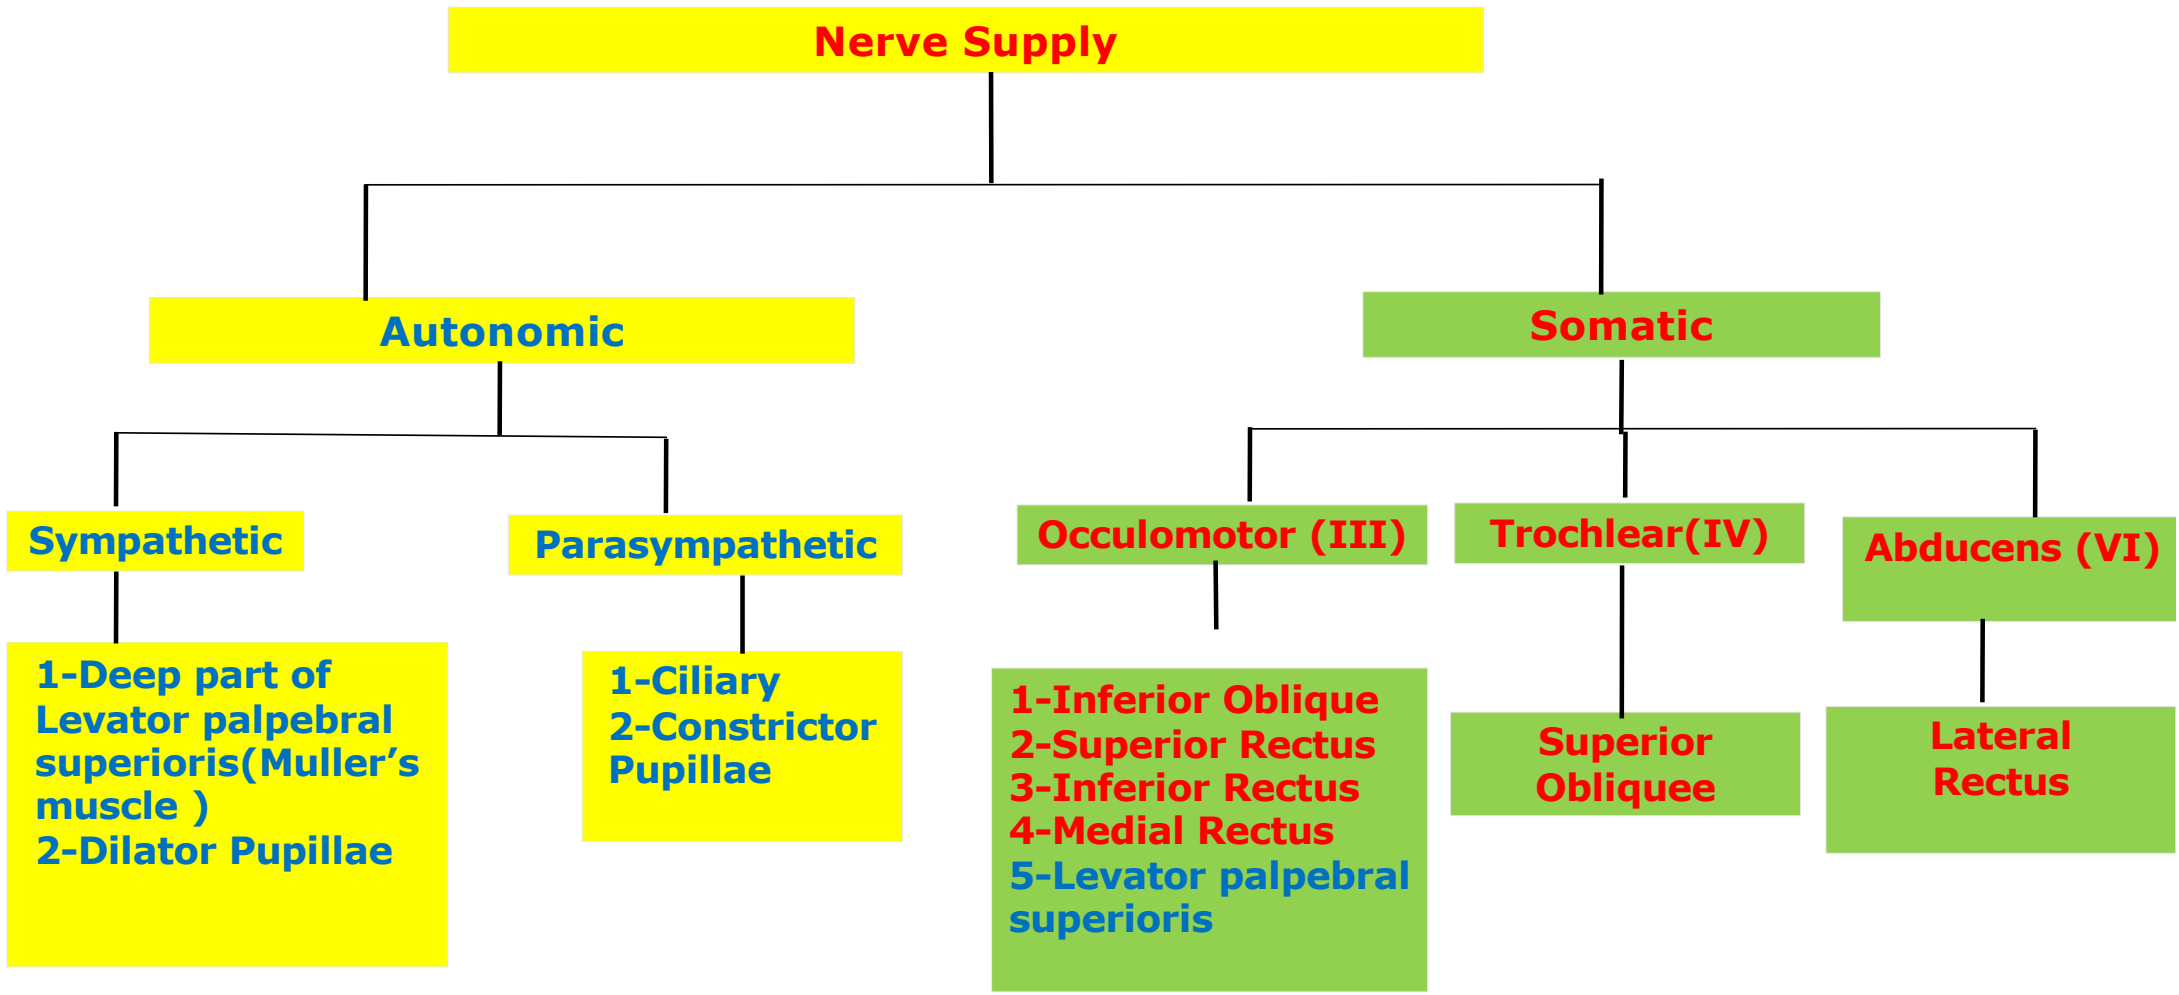 Nerve Supply
Autonomic
Somatic
Sympathetic
Parasympathetic
Occulomotor (III)
Trochlear(IV)
Abducens (VI)
1-Deep part of
Levator palpebral
superioris(Muller’s
muscle )
2-Dilator Pupillae
1-Ciliary
2-Constrictor
Pupillae
1-Inferior Oblique
2-Superior Rectus
3-Inferior Rectus
4-Medial Rectus
5-Levator palpebral
superioris
Superior
Obliquee
Lateral
Rectus